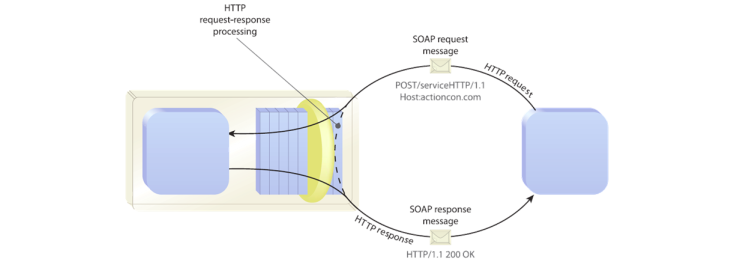 HTTP
request-response
processing
SOAP request
message
HTTP request
POST/serviceHTTP/1.1
Host:actioncon.com
SOAP response
message
HTTP response
HTTP/1.1 200 OK